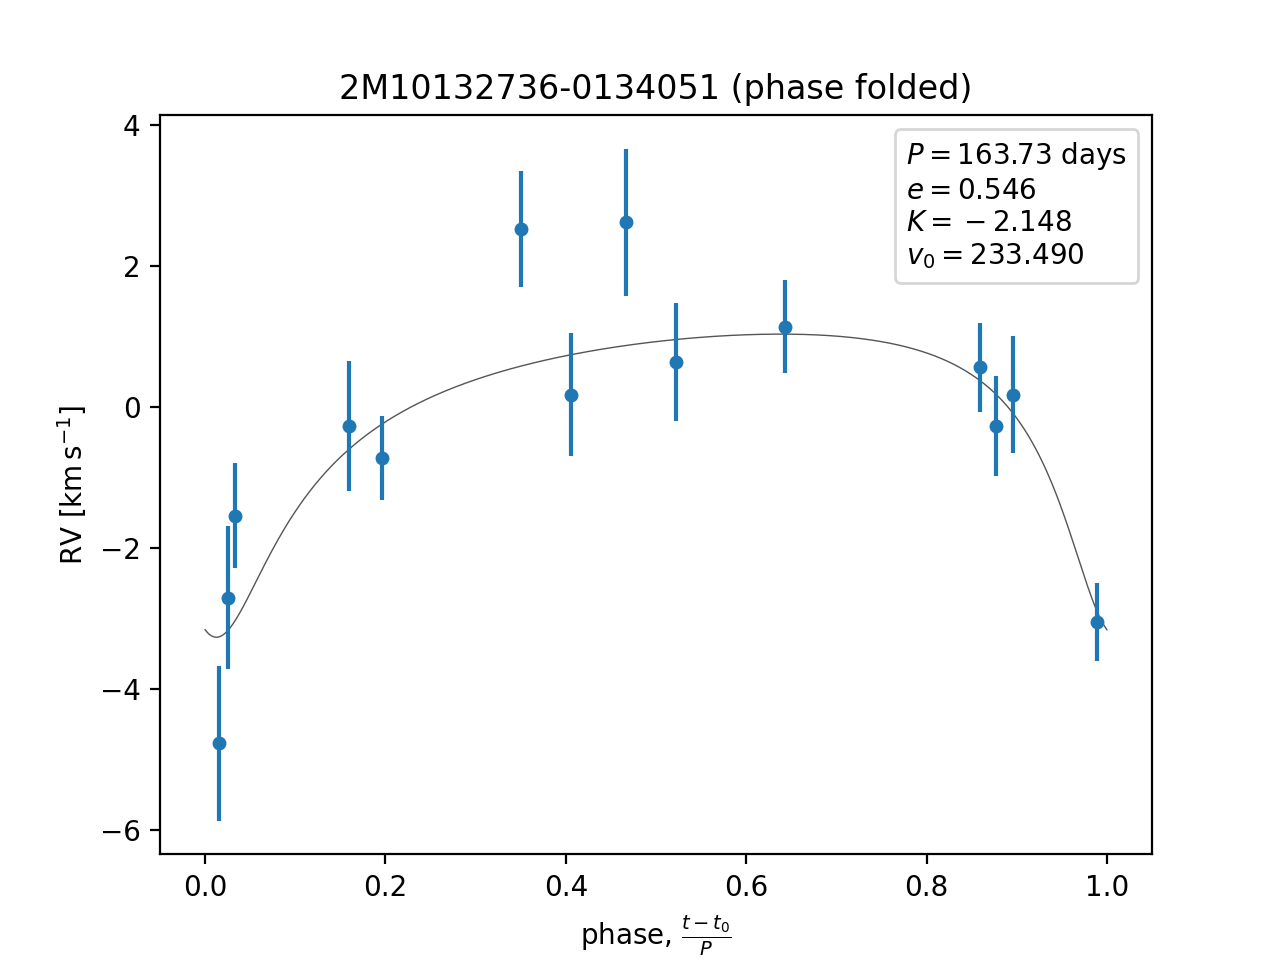 2M10132736-0134051 (phase folded)
P = 163.73 days
e = 0.546
K = −2.148
v₀ = 233.490
4
2
0
−2
−4
−6
RV [km s⁻¹]
0.0 0.2 0.4 0.6 0.8 1.0
phase, (t − t₀)/P